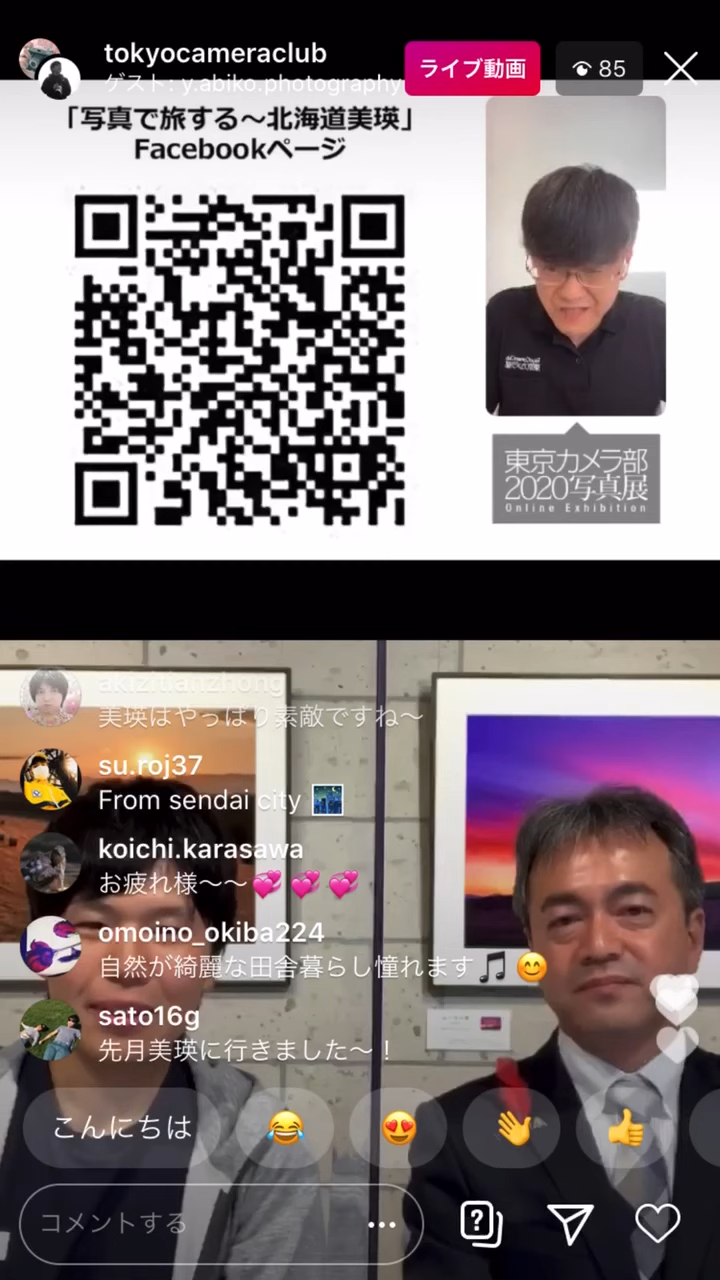 tokyocameraclub
ゲスト: y.abiko.photography
ライブ動画
85
「写真で旅する〜北海道美瑛」
Facebookページ
東京カメラ部
2020写真展
Online Exhibition
akizitianzhong
美瑛はやっぱり素敵ですね〜
su.roj37
From sendai city 🌃
koichi.karasawa
お疲れ様〜〜💞💞💞
omoino_okiba224
自然が綺麗な田舎暮らし憧れます🎵😊
sato16g
先月美瑛に行きました〜！
こんにちは 😂 😍 👋 👍
コメントする